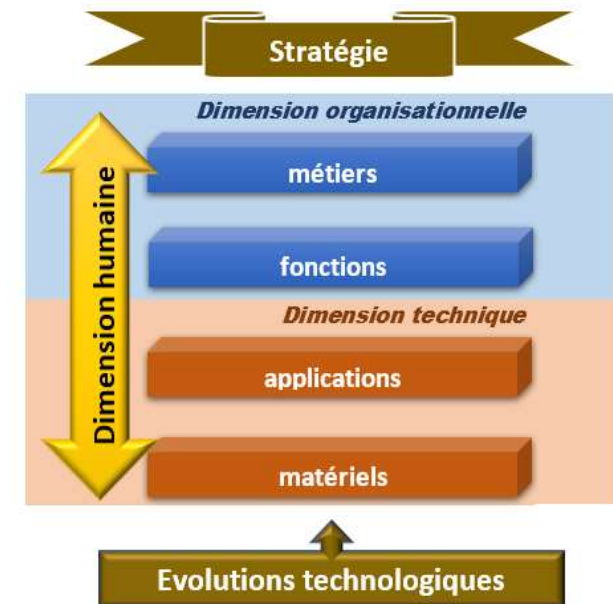 Stratégie
Dimension organisationnelle
métiers
fonctions
Dimension humaine
Dimension technique
applications
matériels
Evolutions technologiques